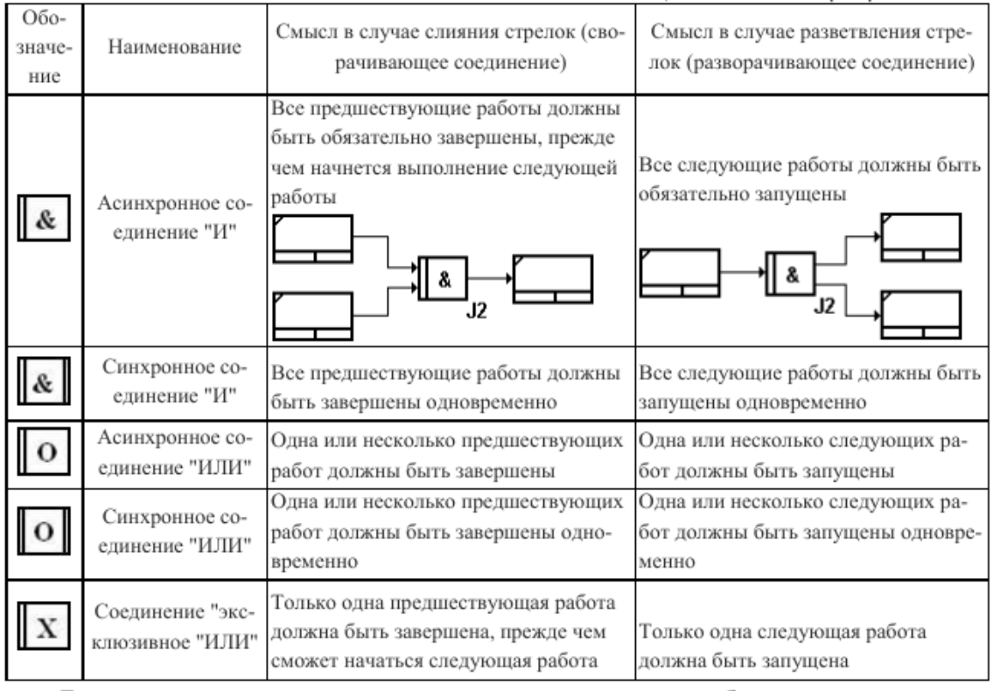 Обо-
значе-
ние
Наименование
Смысл в случае слияния стрелок (сво-
рачивающее соединение)
Смысл в случае разветвления стре-
лок (разворачивающее соединение)
&
Асинхронное со-
единение "И"
Все предшествующие работы должны
быть обязательно завершены, прежде
чем начнется выполнение следующей
работы
&
J2
Все следующие работы должны быть
обязательно запущены
&
J2
&
Синхронное со-
единение "И"
Все предшествующие работы должны
быть завершены одновременно
Все следующие работы должны быть
запущены одновременно
O
Асинхронное со-
единение "ИЛИ"
Одна или несколько предшествующих
работ должны быть завершены
Одна или несколько следующих ра-
бот должны быть запущены
O
Синхронное со-
единение "ИЛИ"
Одна или несколько предшествующих
работ должны быть завершены одно-
временно
Одна или несколько следующих ра-
бот должны быть запущены одновре-
менно
X
Соединение "экс-
клюзивное "ИЛИ"
Только одна предшествующая работа
должна быть завершена, прежде чем
сможет начаться следующая работа
Только одна следующая работа
должна быть запущена